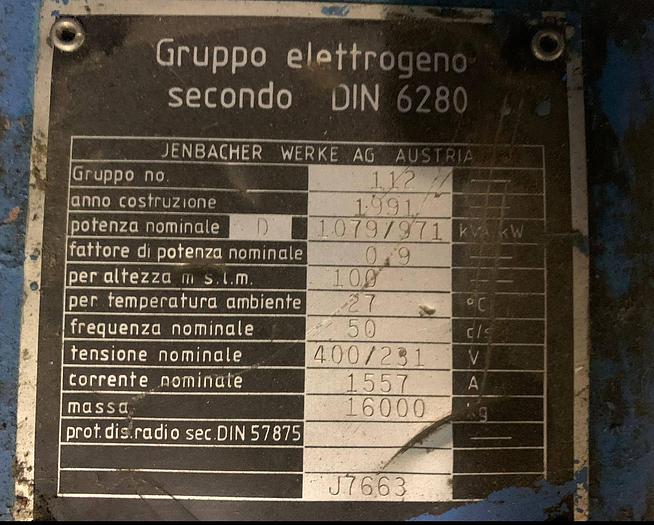 Gruppo elettrogeno
secondo DIN 6280
JENBACHER WERKE AG AUSTRIA
Gruppo no. 112
anno costruzione 1991
potenza nominale D 1079/971 kVA/kW
fattore di potenza nominale 0.9
per altezza m s.l.m. 100
per temperatura ambiente 27 °C
frequenza nominale 50 c/s
tensione nominale 400/231 V
corrente nominale 1557 A
massa 16000 kg
prot.dis.radio sec.DIN 57875
J7663